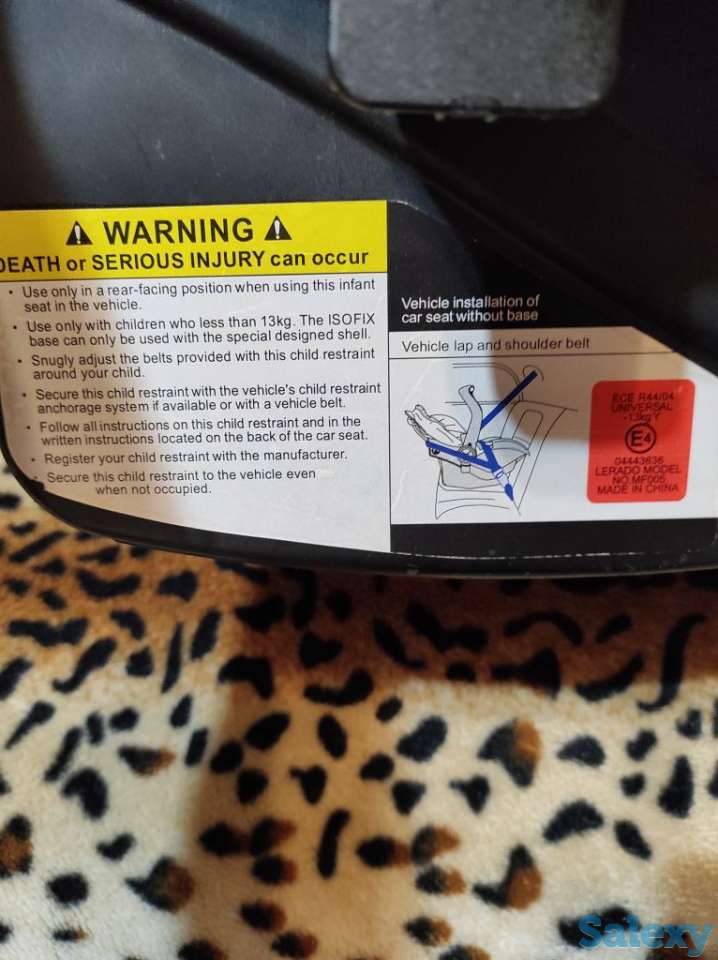 WARNING
DEATH or SERIOUS INJURY can occur
• Use only in a rear-facing position when using this infant
seat in the vehicle.
• Use only with children who less than 13kg. The ISOFIX
base can only be used with the special designed shell.
• Snugly adjust the belts provided with this child restraint
around your child.
• Secure this child restraint with the vehicle's child restraint
anchorage system if available or with a vehicle belt.
• Follow all instructions on this child restraint and in the
written instructions located on the back of the car seat.
• Register your child restraint with the manufacturer.
• Secure this child restraint to the vehicle even
when not occupied.
Vehicle installation of
car seat without base
Vehicle lap and shoulder belt
ECE R44/04
UNIVERSAL
-13kg Y
E4
04443836
LERADO MODEL
NO.MF005
MADE IN CHINA
Salexy